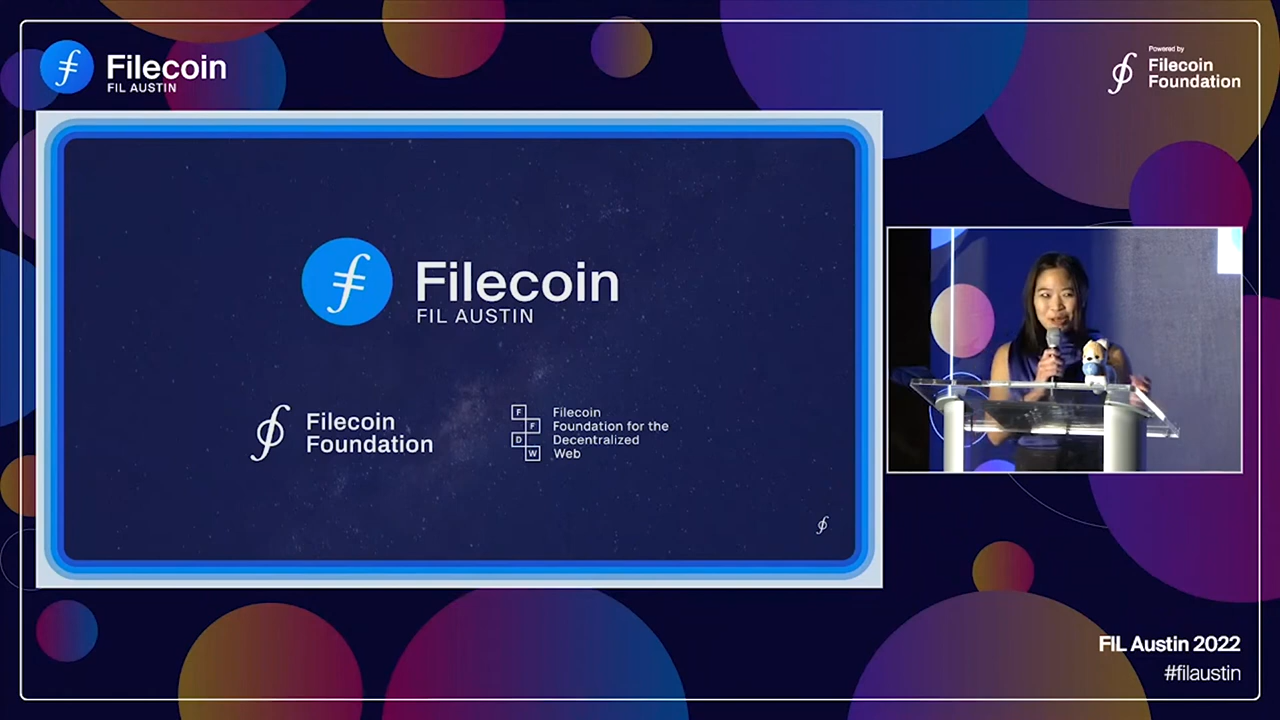 Filecoin
FIL AUSTIN
Powered by
Filecoin
Foundation
Filecoin
FIL AUSTIN
Filecoin
Foundation
F
F
D
W
Filecoin
Foundation for the
Decentralized
Web
FIL Austin 2022
#filaustin